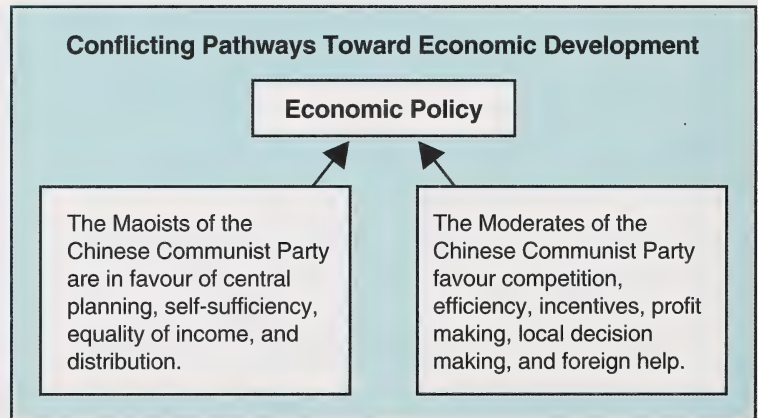 Conflicting Pathways Toward Economic Development
Economic Policy
The Maoists of the
Chinese Communist Party
are in favour of central
planning, self-sufficiency,
equality of income, and
distribution.
The Moderates of the
Chinese Communist Party
favour competition,
efficiency, incentives, profit
making, local decision
making, and foreign help.